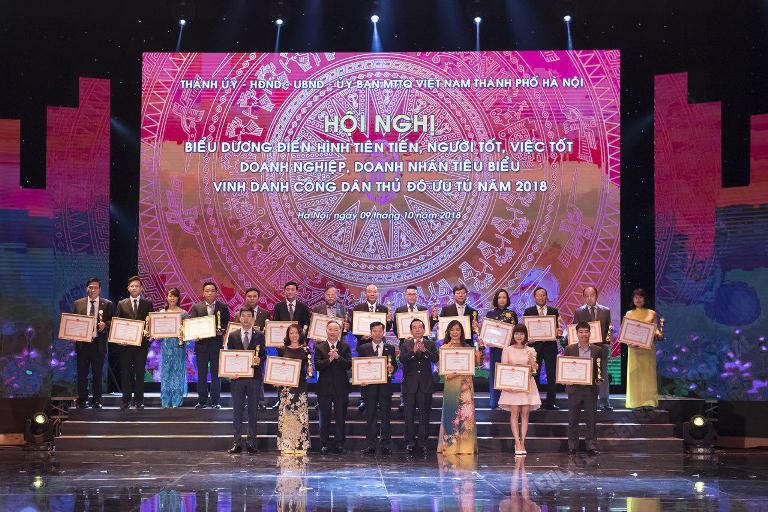 THÀNH ỦY - HĐND - UBND - ỦY BAN MTTQ VIỆT NAM THÀNH PHỐ HÀ NỘI
HỘI NGHỊ
BIỂU DƯƠNG ĐIỂN HÌNH TIÊN TIẾN, NGƯỜI TỐT, VIỆC TỐT
DOANH NGHIỆP, DOANH NHÂN TIÊU BIỂU
VINH DANH CÔNG DÂN THỦ ĐÔ ƯU TÚ NĂM 2018
Hà Nội, ngày 09 tháng 10 năm 2018